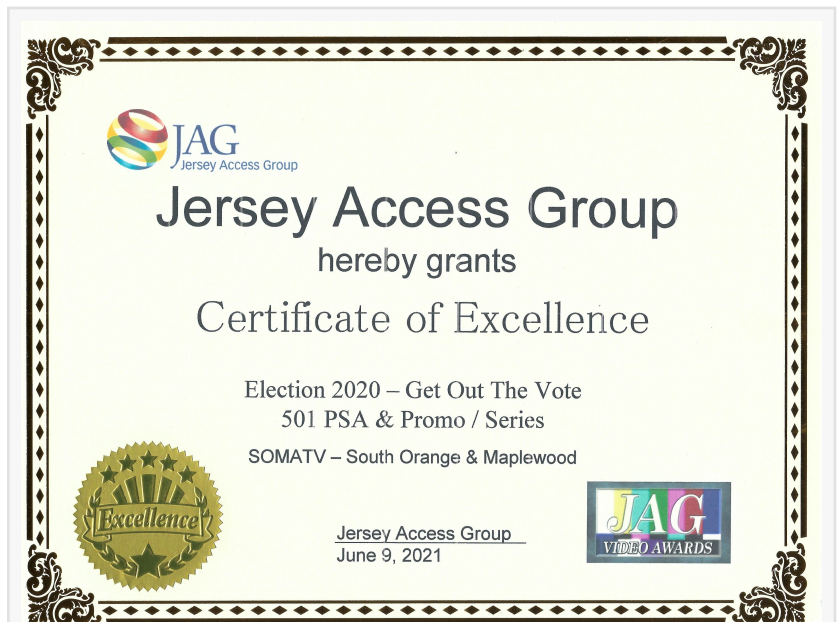 JAG
Jersey Access Group
Jersey Access Group
hereby grants
Certificate of Excellence
Election 2020 – Get Out The Vote
501 PSA & Promo / Series
SOMATV – South Orange & Maplewood
Excellence
Jersey Access Group
June 9, 2021
JAG
VIDEO AWARDS